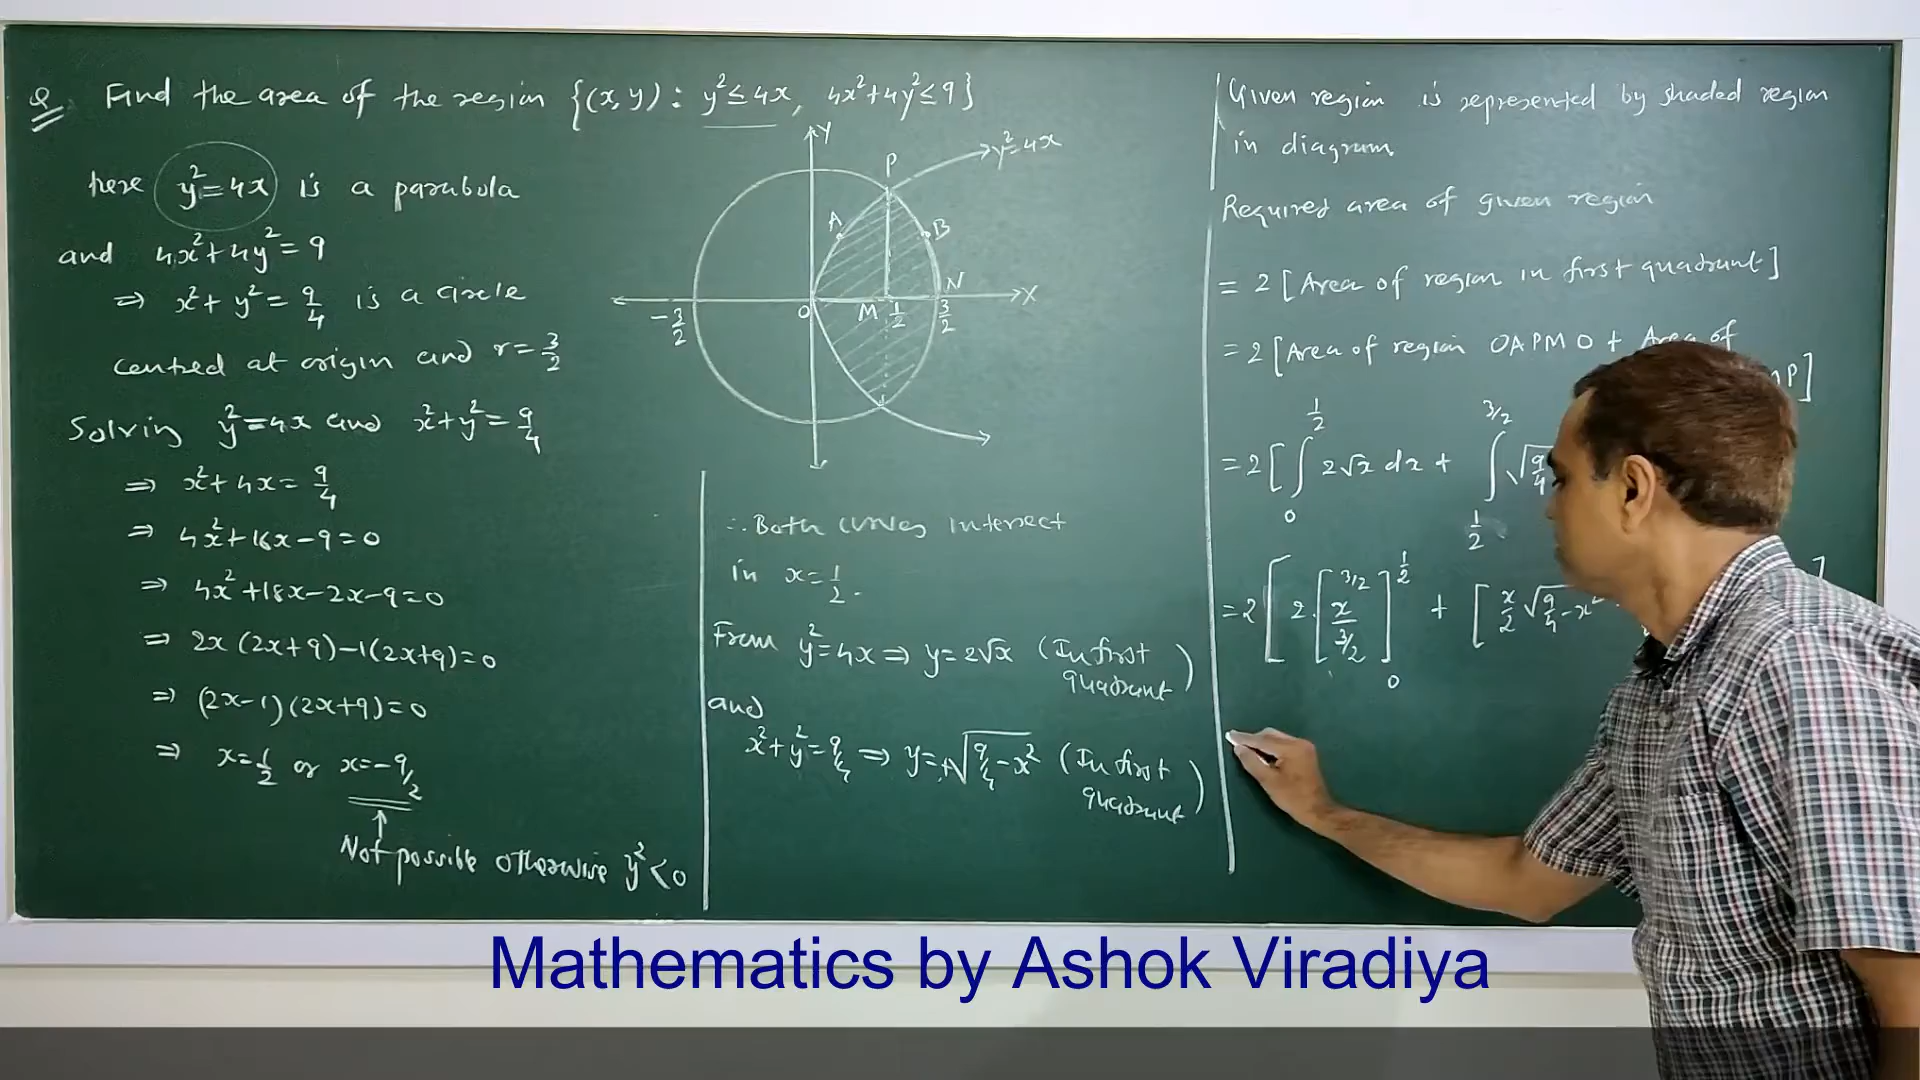 Q Find the area of the region {(x, y) : y² ≤ 4x, 4x²+4y² ≤ 9}
here y²=4x is a parabola
and 4x²+4y² = 9
⇒ x²+y² = 9/4 is a circle
centred at origin and r = 3/2
Solving y²=4x and x²+y² = 9/4
⇒ x²+4x = 9/4
⇒ 4x²+16x-9=0
⇒ 4x²+18x-2x-9=0
⇒ 2x(2x+9)-1(2x+9)=0
⇒ (2x-1)(2x+9)=0
⇒ x=1/2 or x=-9/2
Not possible otherwise y²<0
Y
P
y²=4x
A
B
N
O
M
1/2
3/2
-3/2
X
∴ Both curves intersect
in x=1/2.
From y²=4x ⇒ y=2√x (In first
quadrant)
and
x²+y²=9/4 ⇒ y=+√(9/4-x²) (In first
quadrant)
Given region is represented by shaded region
in diagram.
Required area of given region
= 2 [Area of region in first quadrant]
= 2 [Area of region OAPMO + Area of
MP]
= 2 [∫₀^(1/2) 2√x dx + ∫_(1/2)^(3/2) √(9/4
= 2 [2·[x^(3/2)/(3/2)]₀^(1/2) + [x/2 √(9/4-x²)
Mathematics by Ashok Viradiya